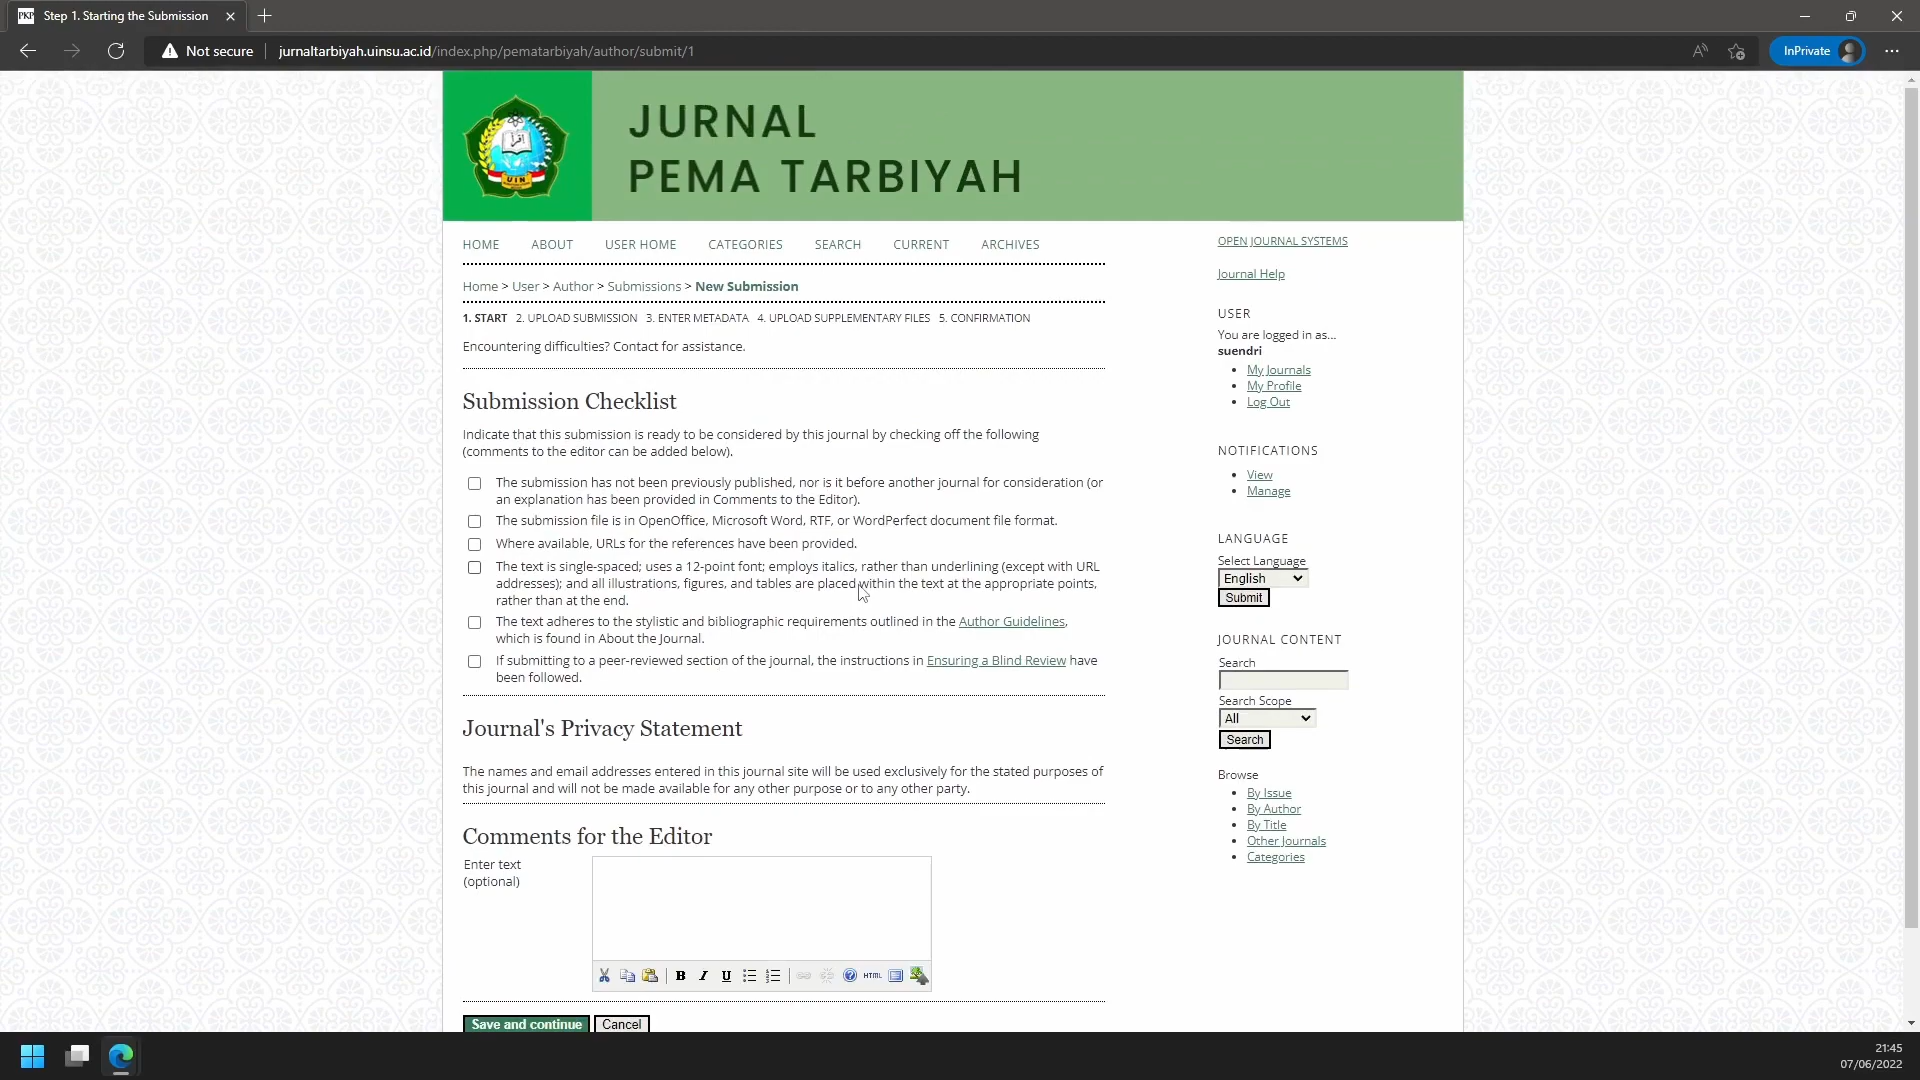 PKP Step 1. Starting the Submission
Not secure jurnaltarbiyah.uinsu.ac.id/index.php/pematarbiyah/author/submit/1
InPrivate
UIN
JURNAL
PEMA TARBIYAH
HOME ABOUT USER HOME CATEGORIES SEARCH CURRENT ARCHIVES
Home > User > Author > Submissions > New Submission
1. START 2. UPLOAD SUBMISSION 3. ENTER METADATA 4. UPLOAD SUPPLEMENTARY FILES 5. CONFIRMATION
Encountering difficulties? Contact for assistance.
Submission Checklist
Indicate that this submission is ready to be considered by this journal by checking off the following
(comments to the editor can be added below).
The submission has not been previously published, nor is it before another journal for consideration (or
an explanation has been provided in Comments to the Editor).
The submission file is in OpenOffice, Microsoft Word, RTF, or WordPerfect document file format.
Where available, URLs for the references have been provided.
The text is single-spaced; uses a 12-point font; employs italics, rather than underlining (except with URL
addresses); and all illustrations, figures, and tables are placed within the text at the appropriate points,
rather than at the end.
The text adheres to the stylistic and bibliographic requirements outlined in the Author Guidelines,
which is found in About the Journal.
If submitting to a peer-reviewed section of the journal, the instructions in Ensuring a Blind Review have
been followed.
Journal's Privacy Statement
The names and email addresses entered in this journal site will be used exclusively for the stated purposes of
this journal and will not be made available for any other purpose or to any other party.
Comments for the Editor
Enter text
(optional)
B I U HTML
Save and continue Cancel
OPEN JOURNAL SYSTEMS
Journal Help
USER
You are logged in as...
suendri
My Journals
My Profile
Log Out
NOTIFICATIONS
View
Manage
LANGUAGE
Select Language
English
Submit
JOURNAL CONTENT
Search
Search Scope
All
Search
Browse
By Issue
By Author
By Title
Other Journals
Categories
21:45
07/06/2022